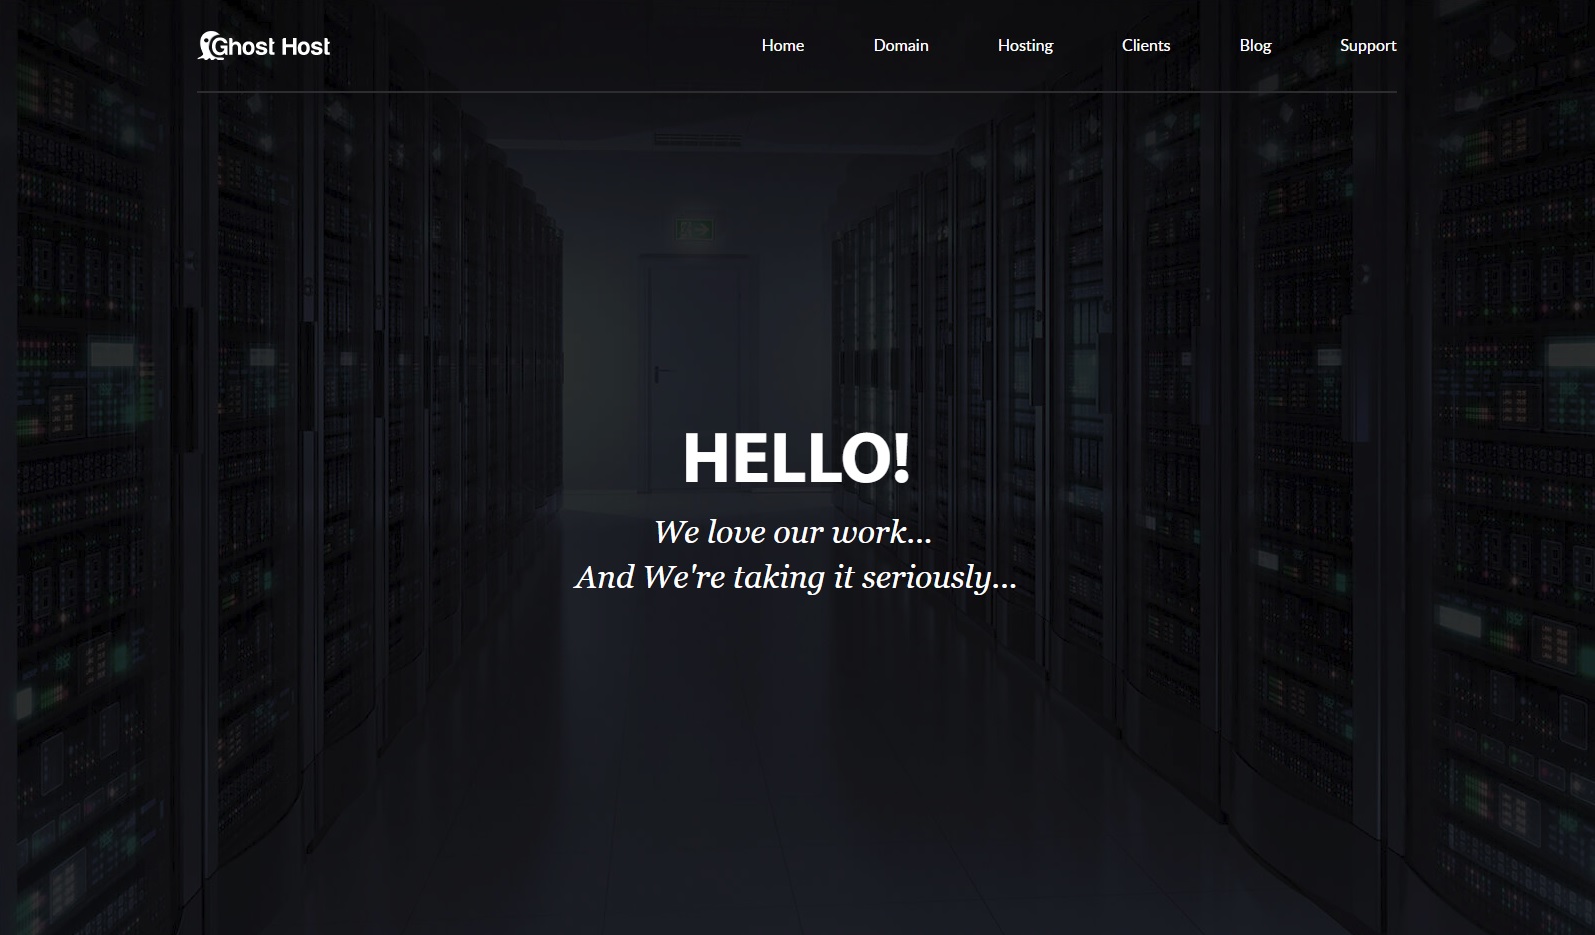 Ghost Host
Home Domain Hosting Clients Blog Support
HELLO!
We love our work...
And We're taking it seriously...